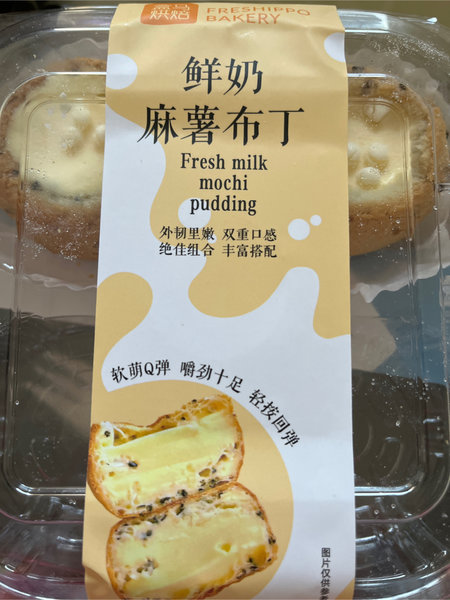 盒马
烘焙
FRESHIPPO
BAKERY
鲜奶
麻薯布丁
Fresh milk
mochi
pudding
外韧里嫩 双重口感
绝佳组合 丰富搭配
软萌Q弹 嚼劲十足 轻按回弹
图片仅供参